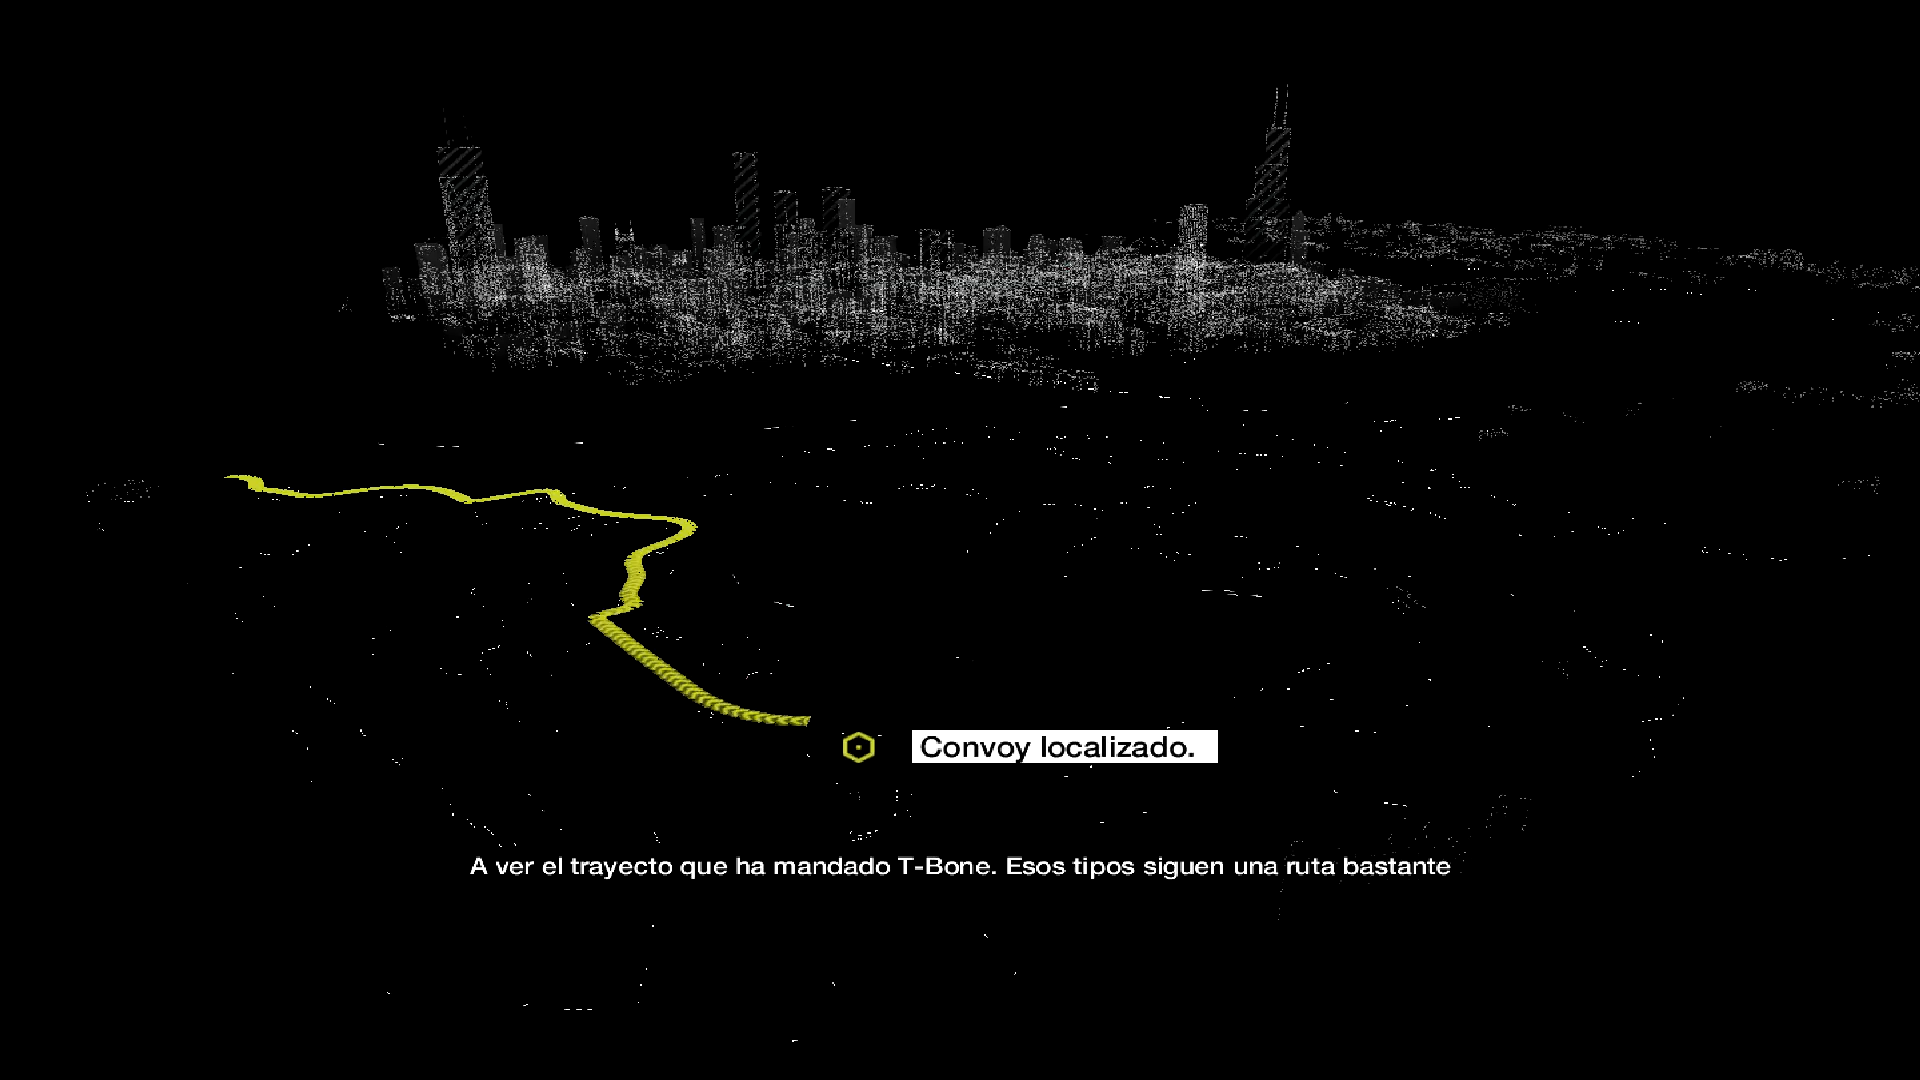 Convoy localizado.
A ver el trayecto que ha mandado T-Bone. Esos tipos siguen una ruta bastante